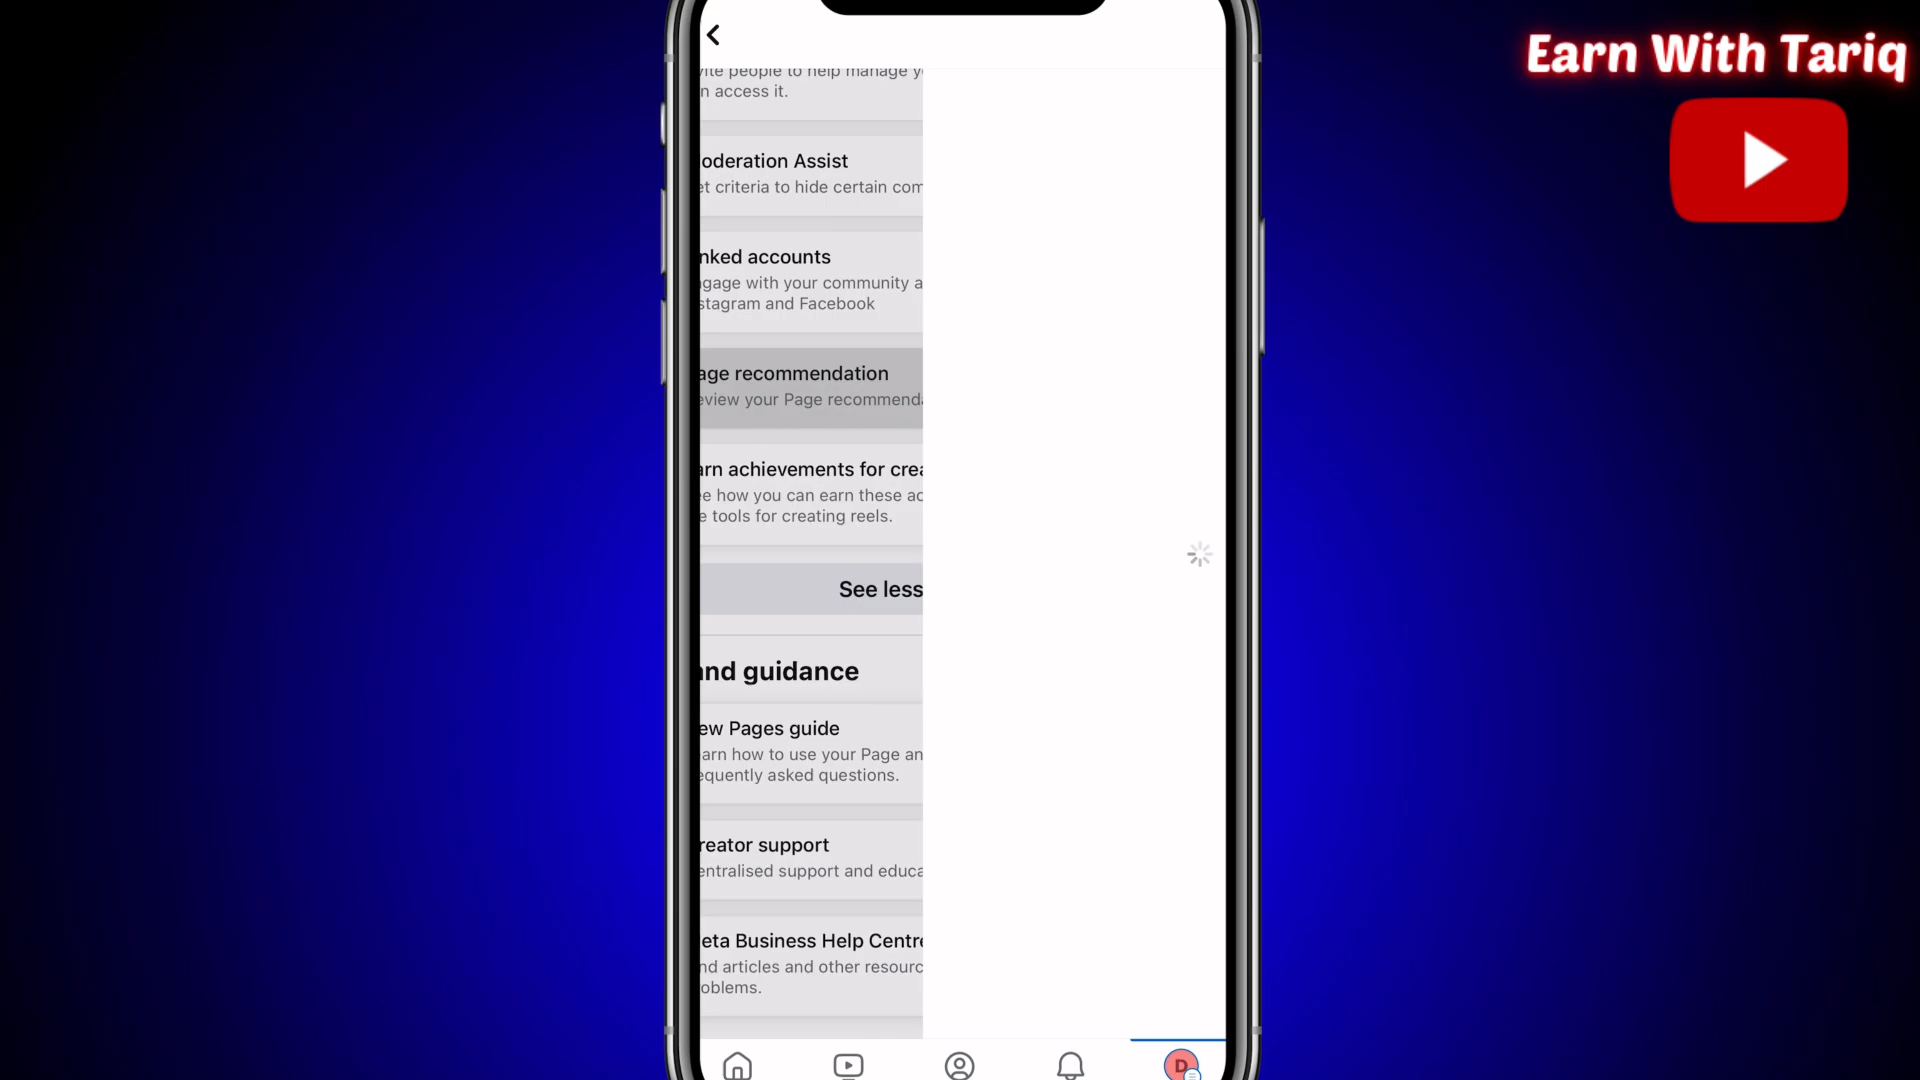 Earn With Tariq
vite people to help manage y
n access it.
oderation Assist
et criteria to hide certain com
nked accounts
gage with your community a
stagram and Facebook
age recommendation
eview your Page recommenda
arn achievements for crea
e how you can earn these ac
e tools for creating reels.
See less
and guidance
ew Pages guide
arn how to use your Page an
equently asked questions.
reator support
entralised support and educa
eta Business Help Centre
nd articles and other resourc
oblems.
D